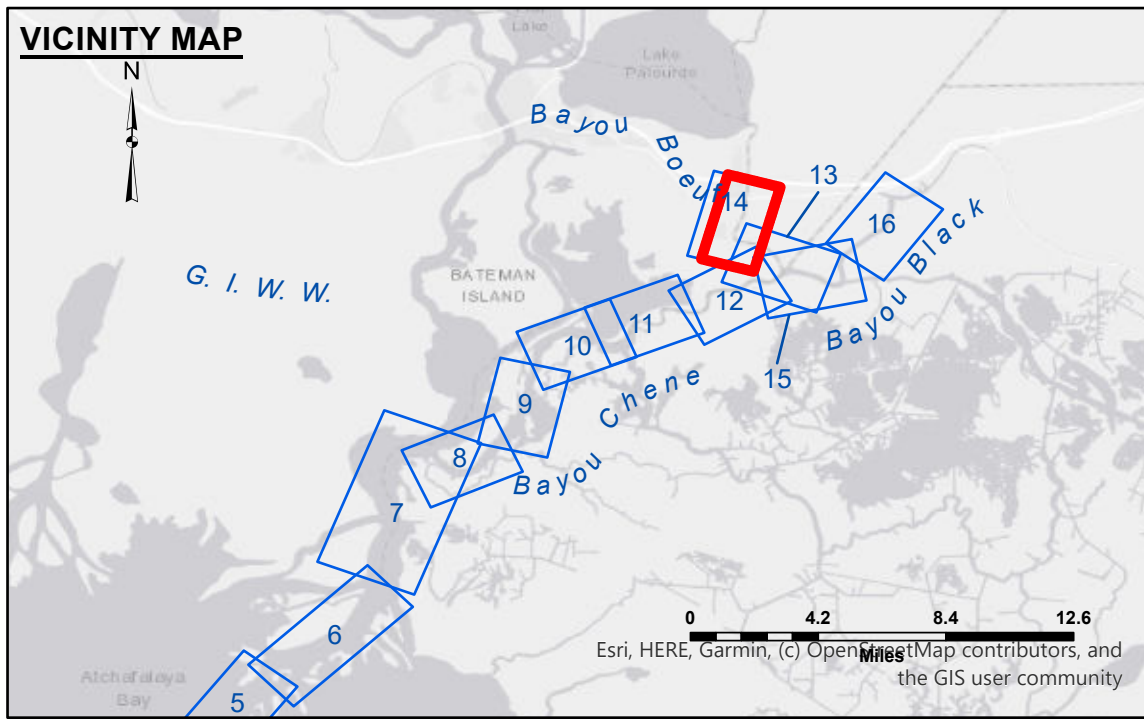 VICINITY MAP
N
Lake
Lake
Palourde
Bayou
Boeuf
13
14
16
Bayou Black
G. I. W. W.
BATEMAN
ISLAND
12
11
10
15
Bayou Chene
9
8
7
6
5
Atchafalaya
Bay
0 4.2 8.4 12.6
Miles
Esri, HERE, Garmin, (c) OpenStreetMap contributors, and
the GIS user community